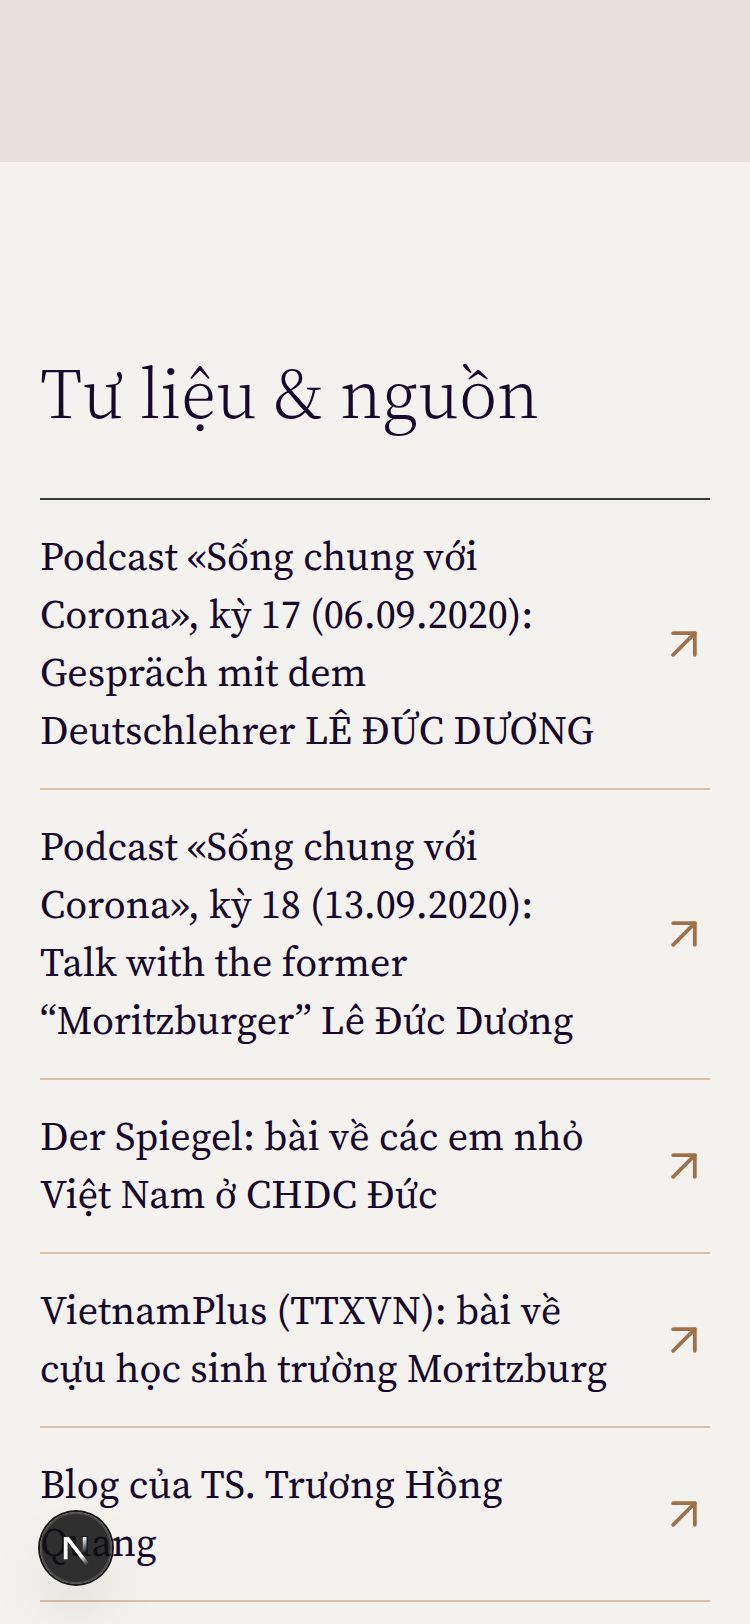 Tư liệu & nguồn
Podcast «Sống chung với
Corona», kỳ 17 (06.09.2020):
Gespräch mit dem
Deutschlehrer LÊ ĐỨC DƯƠNG
Podcast «Sống chung với
Corona», kỳ 18 (13.09.2020):
Talk with the former
“Moritzburger” Lê Đức Dương
Der Spiegel: bài về các em nhỏ
Việt Nam ở CHDC Đức
VietnamPlus (TTXVN): bài về
cựu học sinh trường Moritzburg
Blog của TS. Trương Hồng
Quang
N